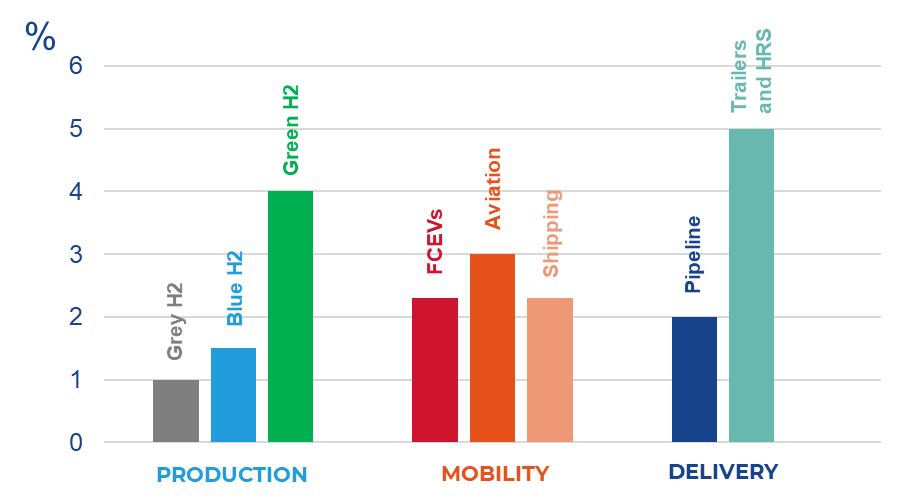 %
6
5
4
3
2
1
0
Grey H2
Blue H2
Green H2
FCEVs
Aviation
Shipping
Pipeline
Trailers
and HRS
PRODUCTION
MOBILITY
DELIVERY